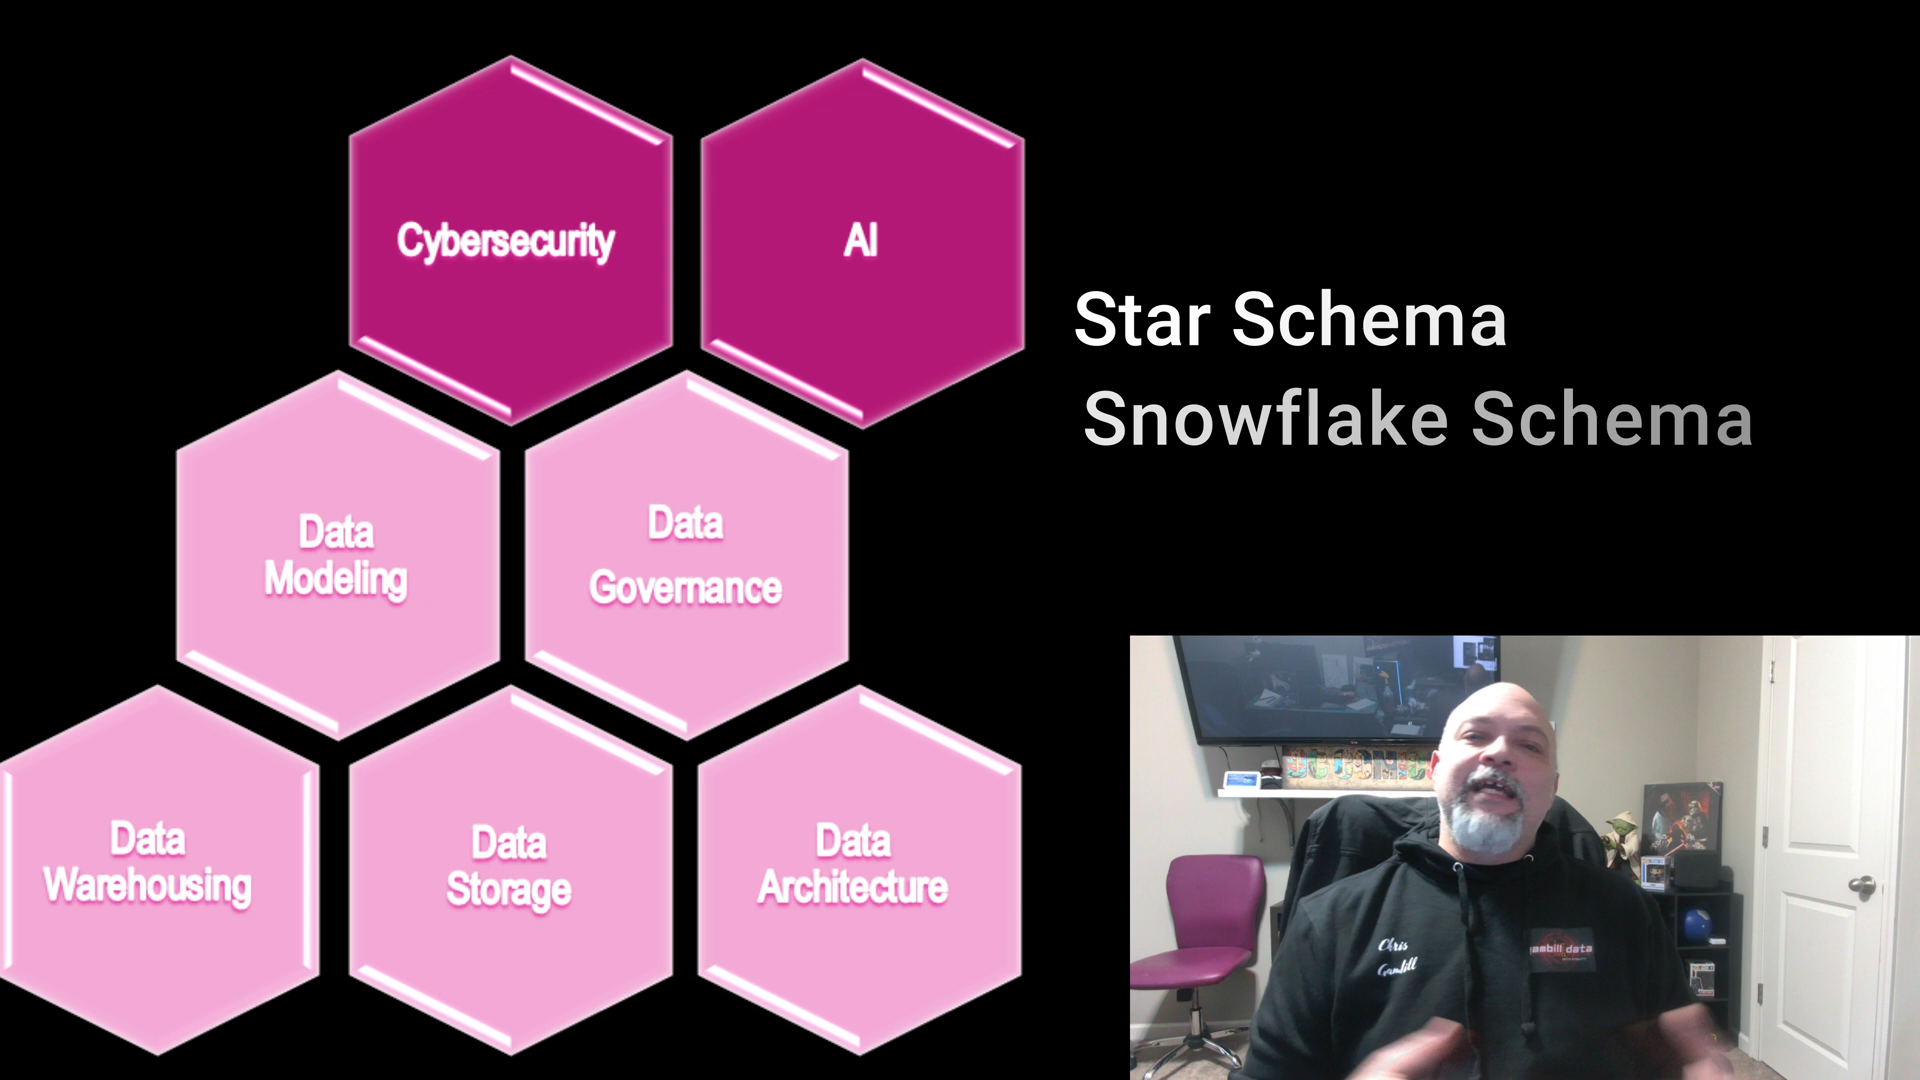 Cybersecurity
AI
Star Schema
Snowflake Schema
Data
Modeling
Data
Governance
Data
Warehousing
Data
Storage
Data
Architecture
Chris
Gambill
gambill data